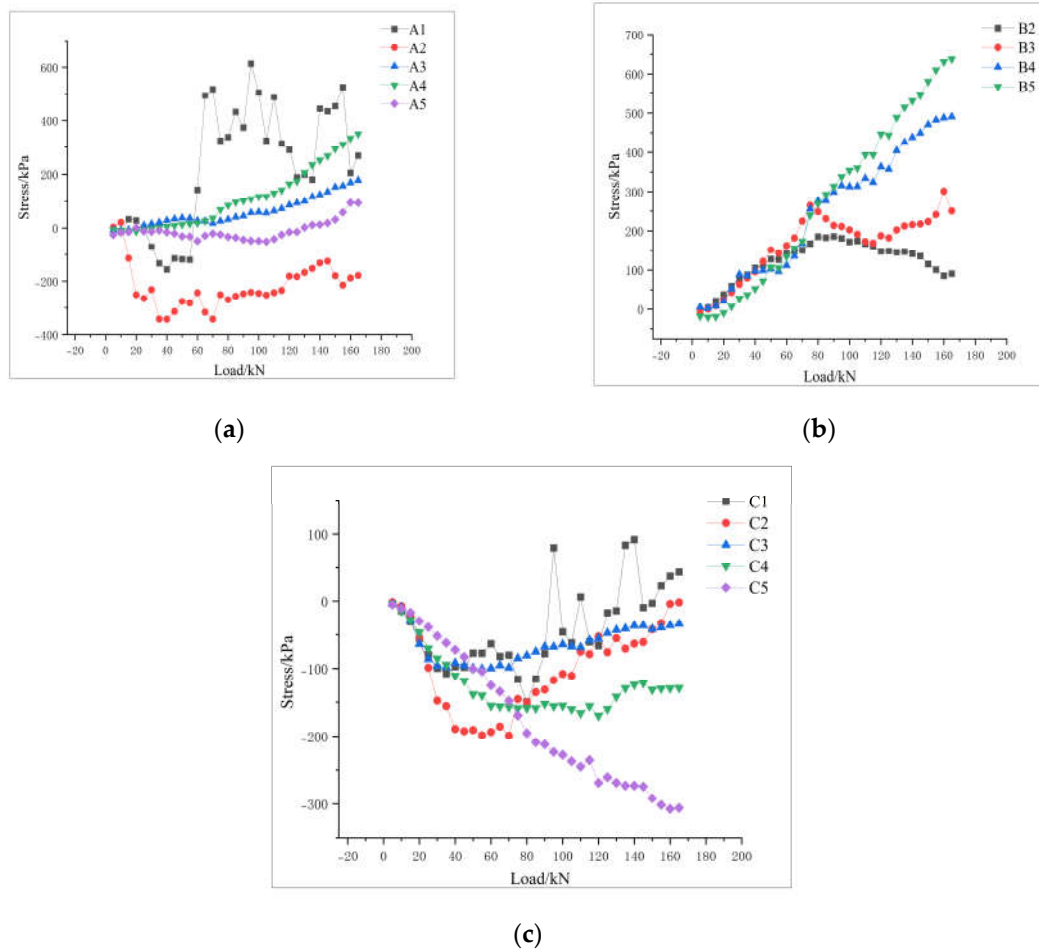 A1
A2
A3
A4
A5
600
400
200
0
-200
-400
Stress/kPa
-20 0 20 40 60 80 100 120 140 160 180 200
Load/kN
(a)
B2
B3
B4
B5
700
600
500
400
300
200
100
0
Stress/kPa
-20 0 20 40 60 80 100 120 140 160 180 200
Load/kN
(b)
C1
C2
C3
C4
C5
100
0
-100
-200
-300
Stress/kPa
-20 0 20 40 60 80 100 120 140 160 180 200
Load/kN
(c)